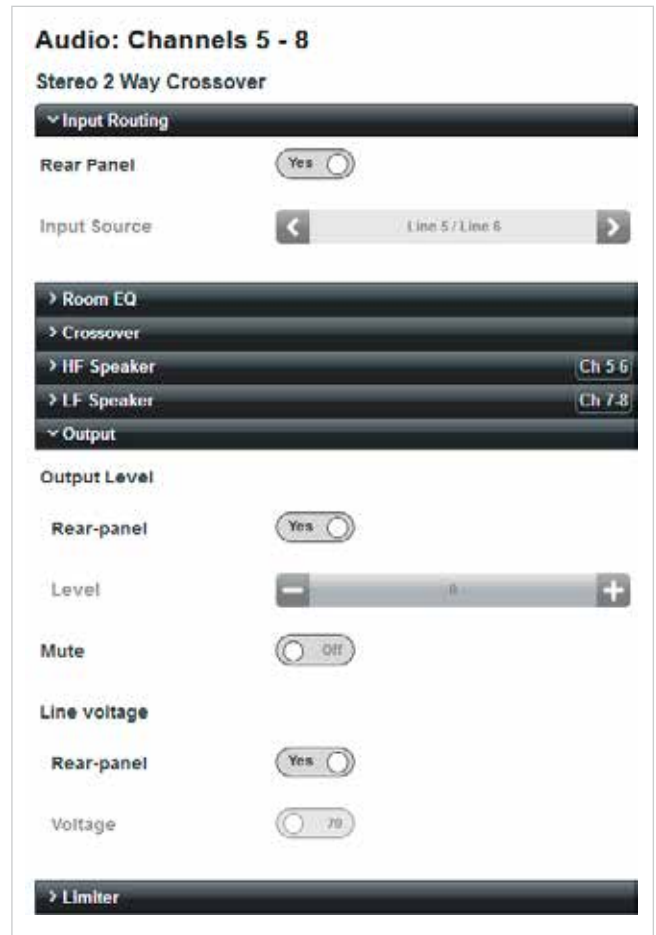 Audio: Channels 5 - 8
Stereo 2 Way Crossover
Input Routing
Rear Panel Yes
Input Source Line 5 / Line 6
Room EQ
Crossover
HF Speaker Ch 5-6
LF Speaker Ch 7-8
Output
Output Level
Rear-panel Yes
Level 0
Mute Off
Line voltage
Rear-panel Yes
Voltage 70
Limiter